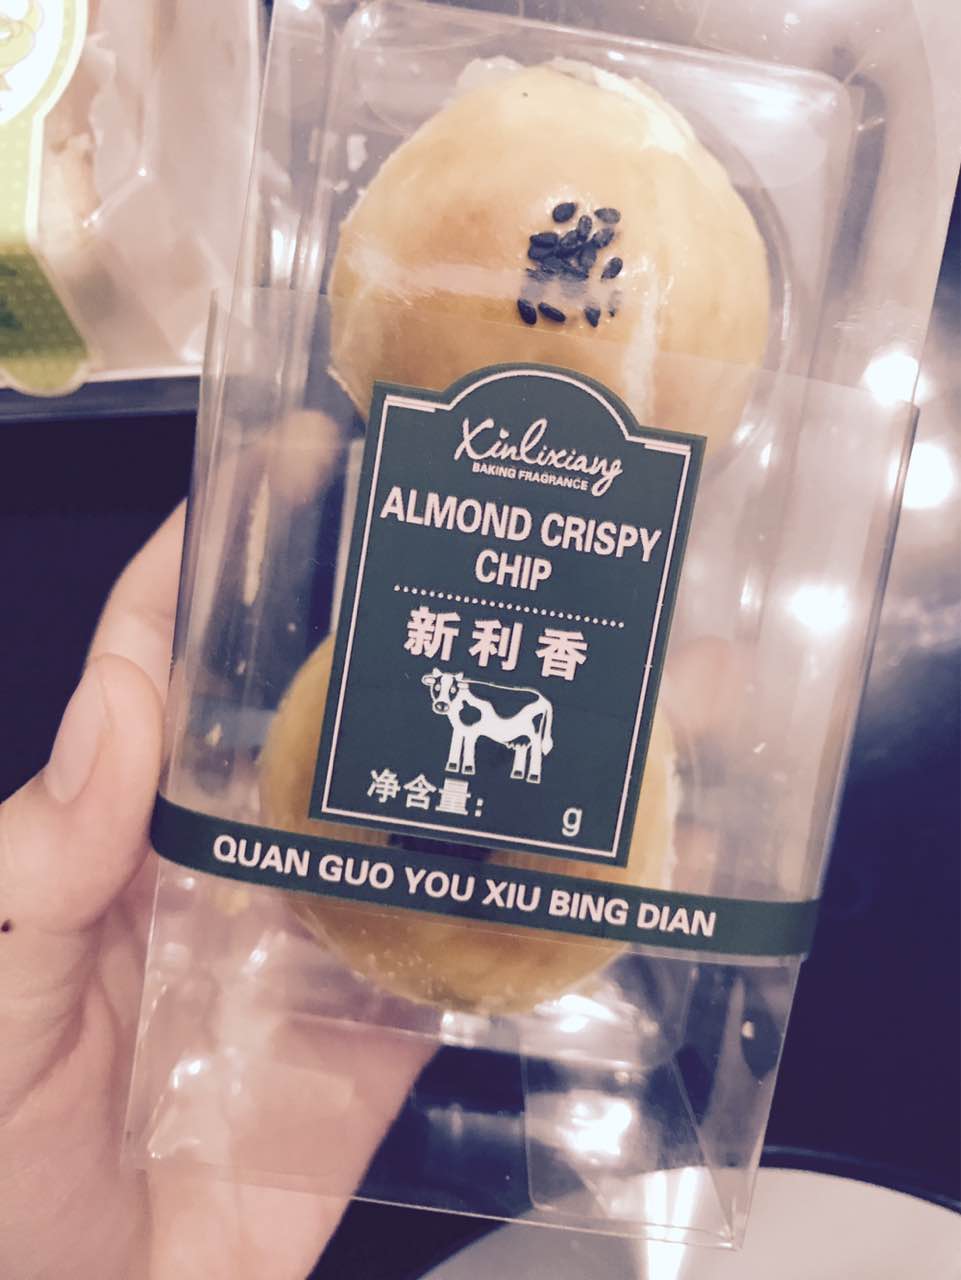 Xinlixiang
BAKING FRAGRANCE
ALMOND CRISPY
CHIP
新利香
净含量: g
QUAN GUO YOU XIU BING DIAN